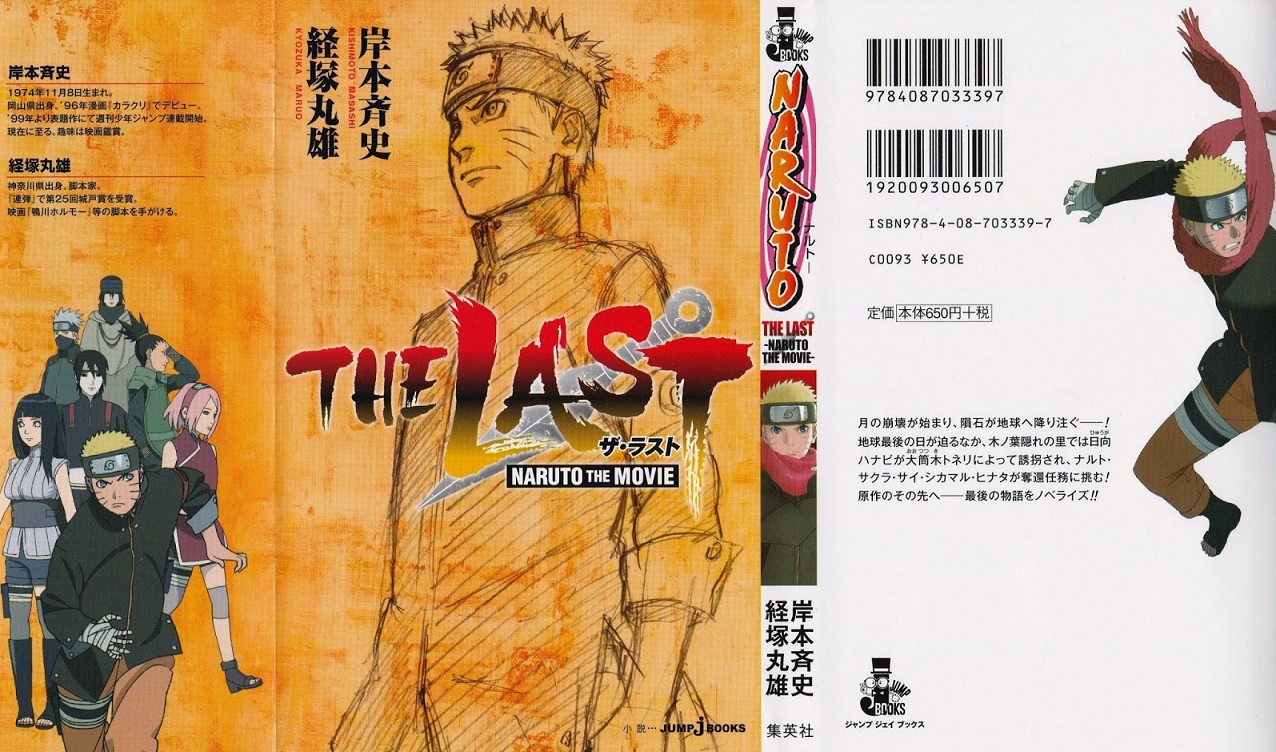 岸本斉史
1974年11月8日生まれ。
岡山県出身。'96年漫画『カラクリ』でデビュー。
'99年より表題作にて週刊少年ジャンプ連載開始。
現在に至る。趣味は映画鑑賞。
経塚丸雄
神奈川県出身。脚本家。
『連弾』で第25回城戸賞を受賞。
映画『鴨川ホルモー』等の脚本を手がける。
岸本斉史
KISHIMOTO MASASHI
経塚丸雄
KYOZUKA MARUO
THE LAST
ザ・ラスト
NARUTO THE MOVIE
小説… JUMP j BOOKS
JUMP
J BOOKS
NARUTO
ーナルトー
THE LAST
-NARUTO
THE MOVIE-
岸本斉史
経塚丸雄
集英社
9784087033397
1920093006507
ISBN978-4-08-703339-7
C0093 ¥650E
定価 本体650円+税
月の崩壊が始まり、隕石が地球へ降り注ぐ――!
地球最後の日が迫るなか、木ノ葉隠れの里では日向
ひゅうが
ハナビが大筒木トネリによって誘拐され、ナルト・
おおつつき
サクラ・サイ・シカマル・ヒナタが奪還任務に挑む!
原作のその先へ――最後の物語をノベライズ!!
JUMP
J BOOKS
ジャンプ ジェイ ブックス